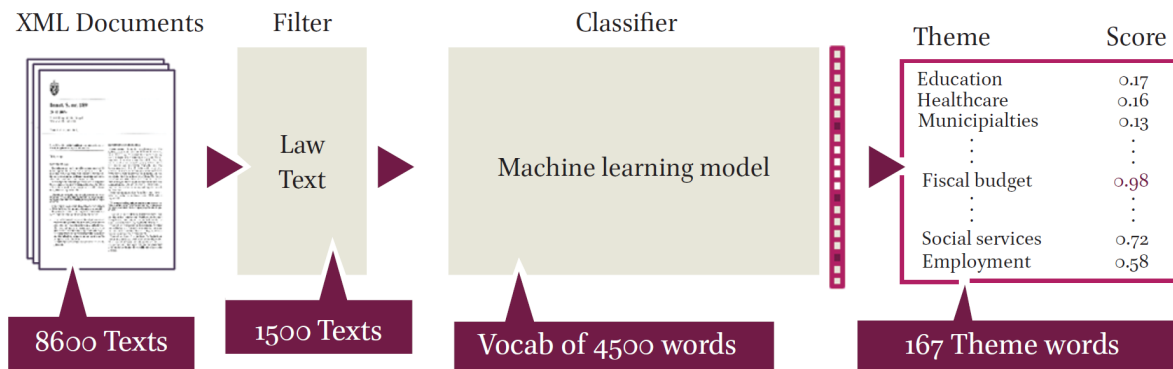 XML Documents
Filter
Classifier
Theme Score
Law
Text
Machine learning model
Education 0.17
Healthcare 0.16
Municipialties 0.13
Fiscal budget 0.98
Social services 0.72
Employment 0.58
8600 Texts
1500 Texts
Vocab of 4500 words
167 Theme words